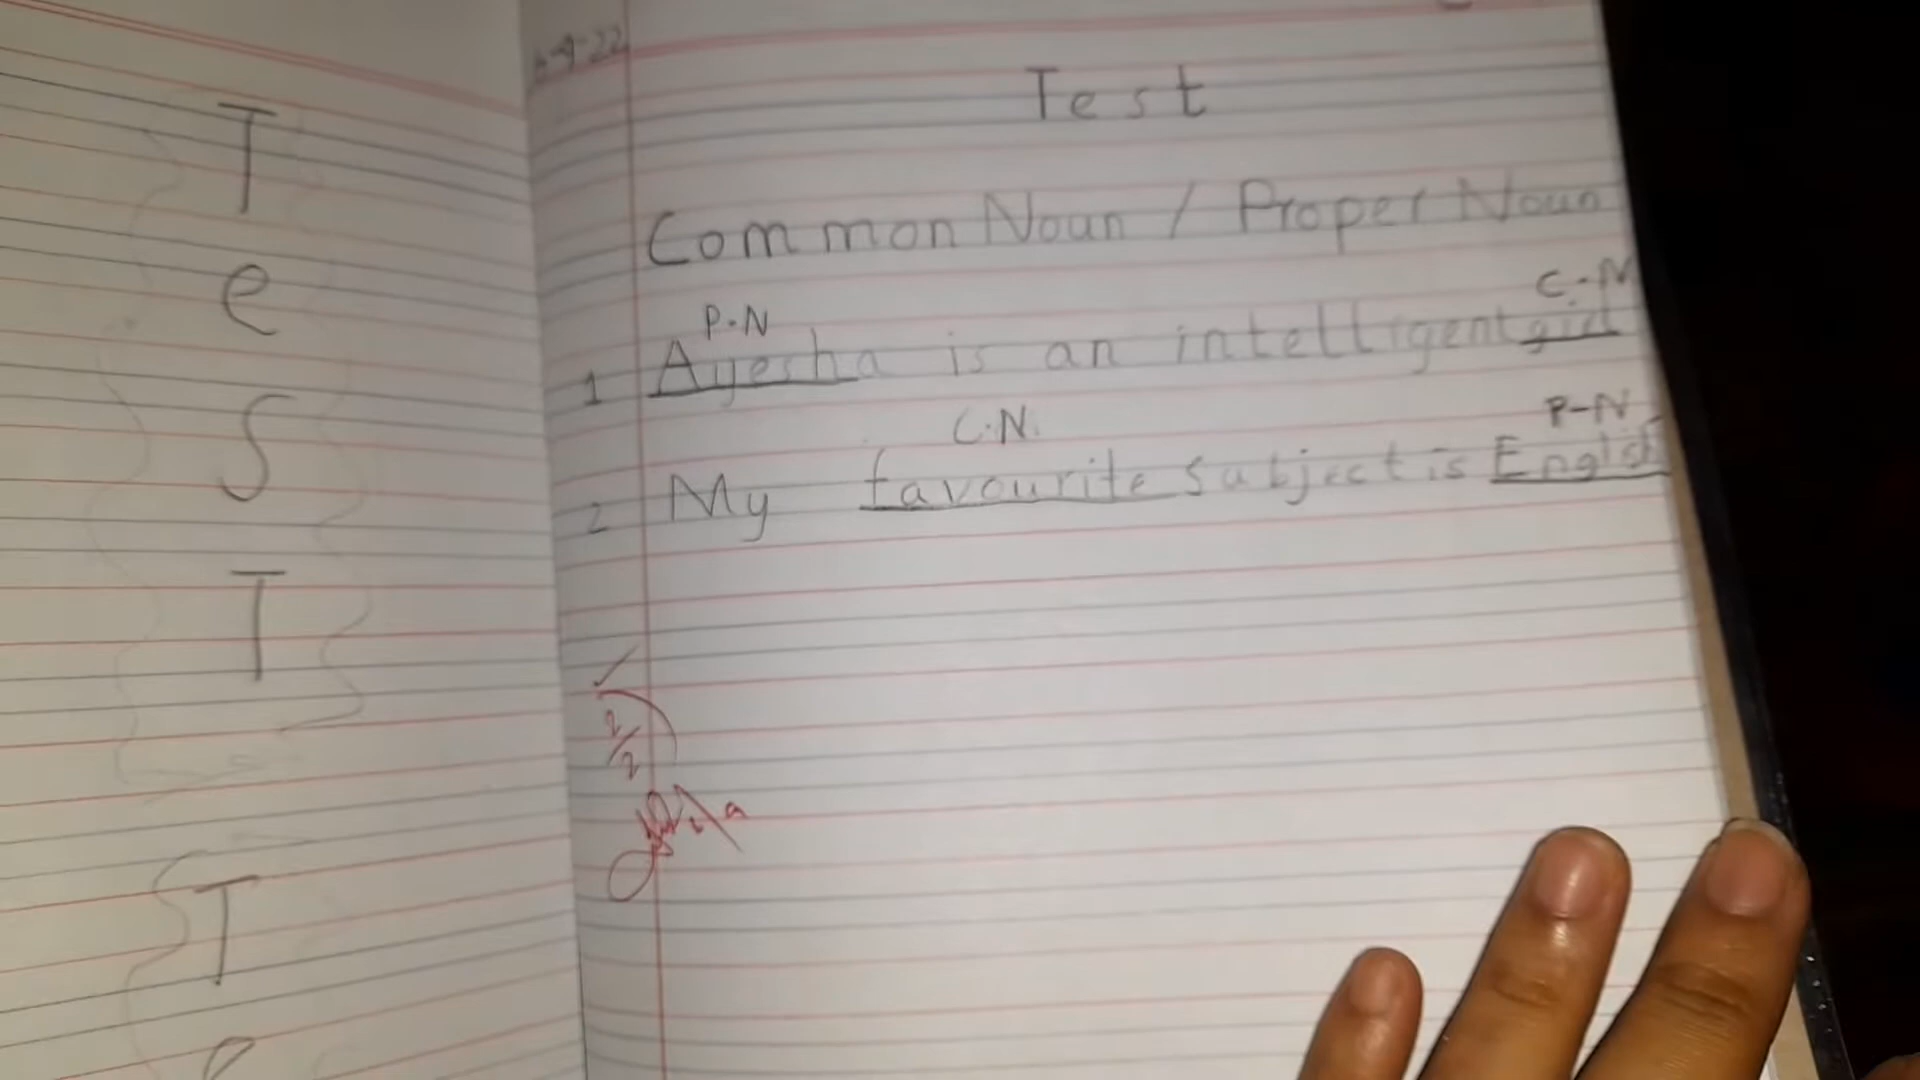 T
e
S
T
T
e
Test
Common Noun / Proper Noun
P.N
C.N
1 Ayesha is an intelligent girl
C.N.
P-N
2 My favourite subject is English
2/2